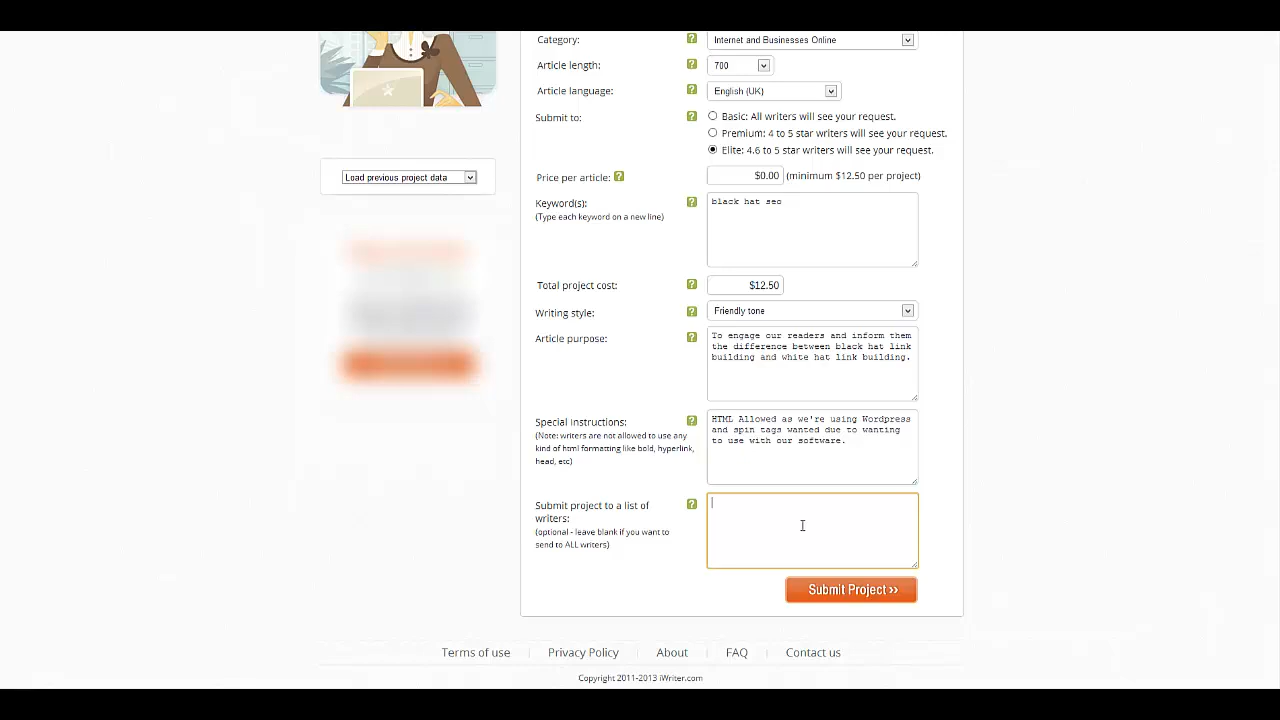 Category:
Internet and Businesses Online
Article length:
700
Article language:
English (UK)
Submit to:
Basic: All writers will see your request.
Premium: 4 to 5 star writers will see your request.
Elite: 4.6 to 5 star writers will see your request.
Load previous project data
Price per article:
$0.00
(minimum $12.50 per project)
Keyword(s):
(Type each keyword on a new line)
black hat seo
Total project cost:
$12.50
Writing style:
Friendly tone
Article purpose:
To engage our readers and inform them
the difference between black hat link
building and white hat link building.
Special Instructions:
(Note: writers are not allowed to use any
kind of html formatting like bold, hyperlink,
head, etc)
HTML Allowed as we're using Wordpress
and spin tags wanted due to wanting
to use with our software.
Submit project to a list of
writers:
(optional - leave blank if you want
to send to ALL writers)
Submit Project >>
Terms of use
Privacy Policy
About
FAQ
Contact us
Copyright 2011-2013 iWriter.com